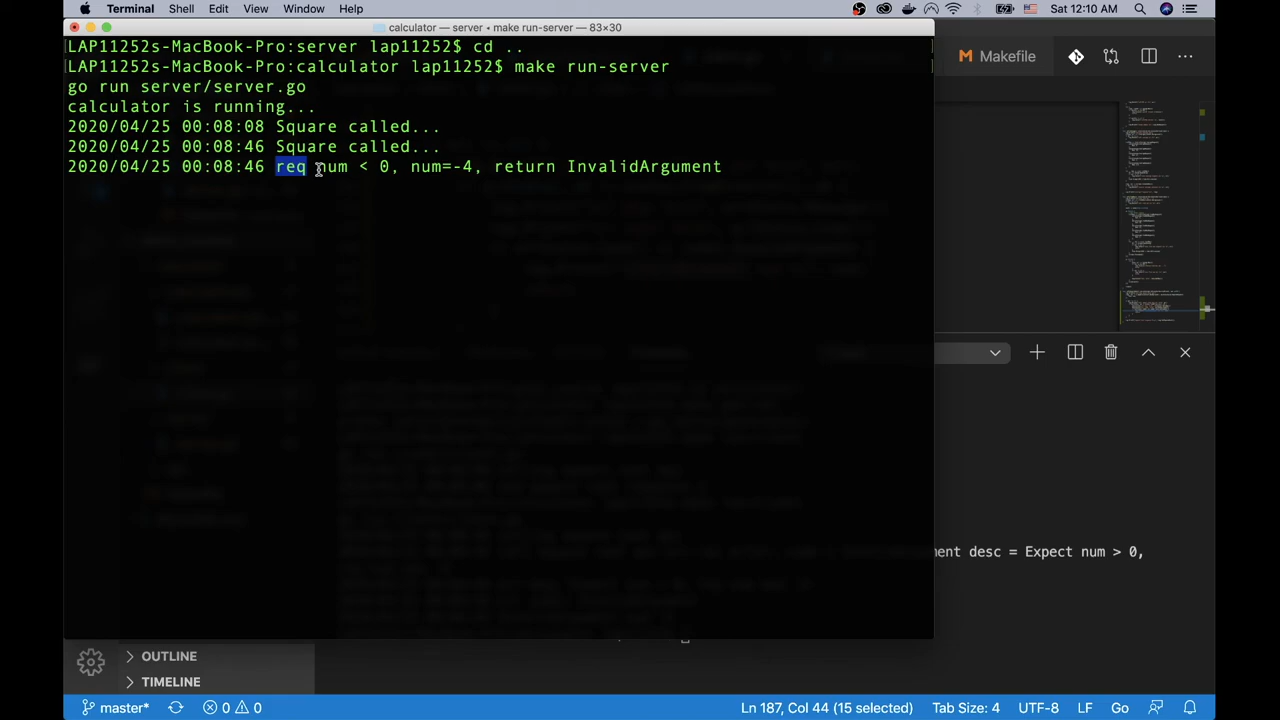 Terminal Shell Edit View Window Help
100% Sat 12:10 AM
calculator — server • make run-server — 83×30
LAP11252s-MacBook-Pro:server lap11252$ cd ..
LAP11252s-MacBook-Pro:calculator lap11252$ make run-server
go run server/server.go
calculator is running...
2020/04/25 00:08:08 Square called...
2020/04/25 00:08:46 Square called...
2020/04/25 00:08:46 req num < 0, num=-4, return InvalidArgument
Makefile
ent desc = Expect num > 0,
OUTLINE
TIMELINE
master* 0 0 Ln 187, Col 44 (15 selected) Tab Size: 4 UTF-8 LF Go